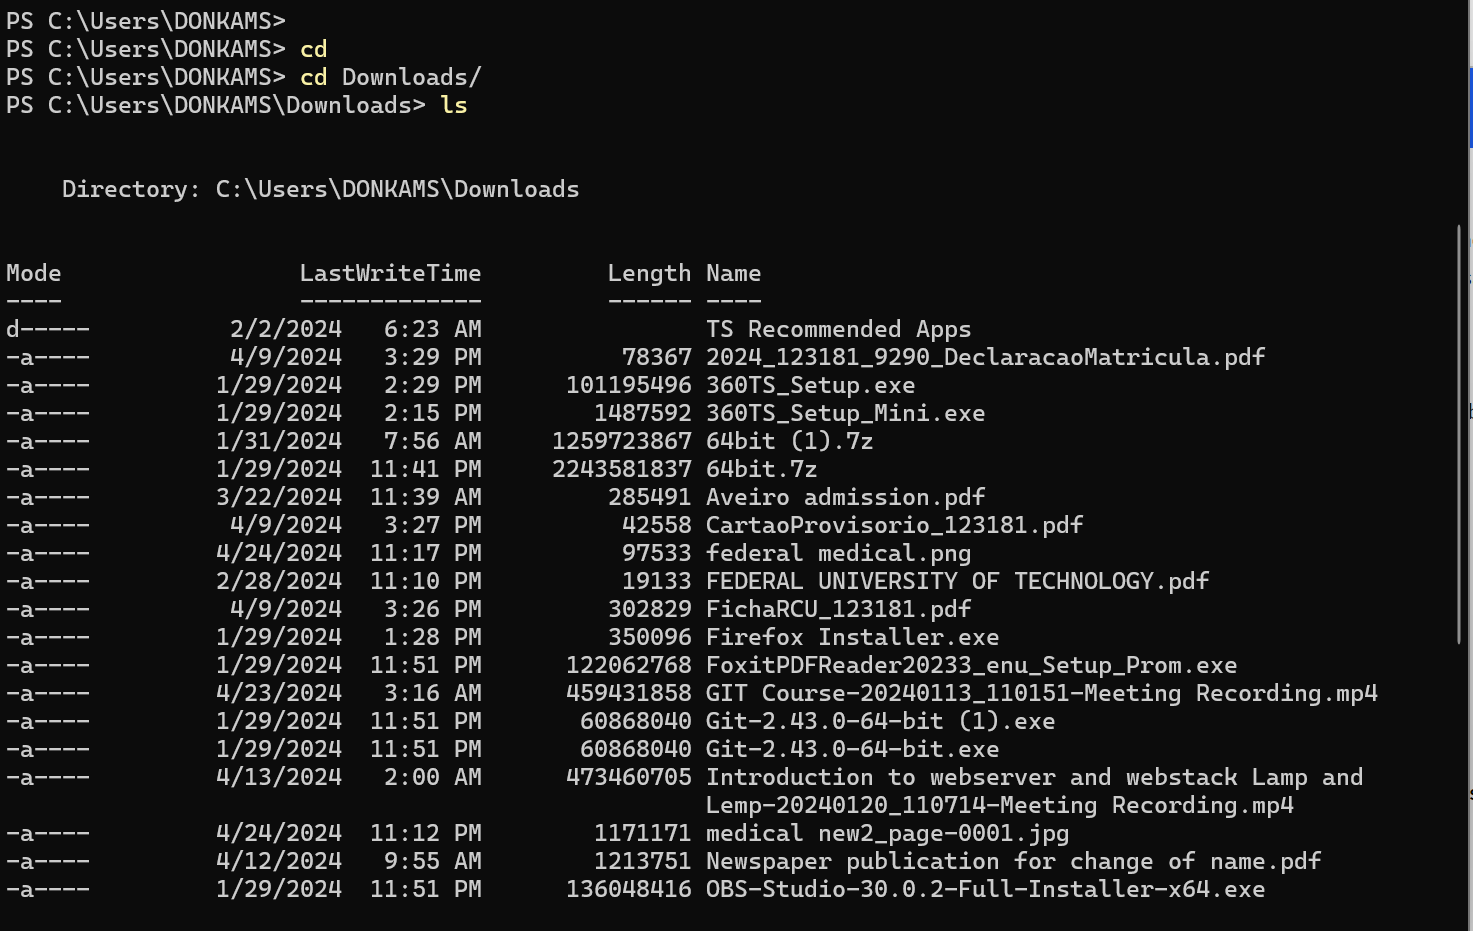 PS C:\Users\DONKAMS>
PS C:\Users\DONKAMS> cd
PS C:\Users\DONKAMS> cd Downloads/
PS C:\Users\DONKAMS\Downloads> ls
Directory: C:\Users\DONKAMS\Downloads
Mode LastWriteTime Length Name
---- ------------- ------ ----
d----- 2/2/2024 6:23 AM TS Recommended Apps
-a---- 4/9/2024 3:29 PM 78367 2024_123181_9290_DeclaracaoMatricula.pdf
-a---- 1/29/2024 2:29 PM 101195496 360TS_Setup.exe
-a---- 1/29/2024 2:15 PM 1487592 360TS_Setup_Mini.exe
-a---- 1/31/2024 7:56 AM 1259723867 64bit (1).7z
-a---- 1/29/2024 11:41 PM 2243581837 64bit.7z
-a---- 3/22/2024 11:39 AM 285491 Aveiro admission.pdf
-a---- 4/9/2024 3:27 PM 42558 CartaoProvisorio_123181.pdf
-a---- 4/24/2024 11:17 PM 97533 federal medical.png
-a---- 2/28/2024 11:10 PM 19133 FEDERAL UNIVERSITY OF TECHNOLOGY.pdf
-a---- 4/9/2024 3:26 PM 302829 FichaRCU_123181.pdf
-a---- 1/29/2024 1:28 PM 350096 Firefox Installer.exe
-a---- 1/29/2024 11:51 PM 122062768 FoxitPDFReader20233_enu_Setup_Prom.exe
-a---- 4/23/2024 3:16 AM 459431858 GIT Course-20240113_110151-Meeting Recording.mp4
-a---- 1/29/2024 11:51 PM 60868040 Git-2.43.0-64-bit (1).exe
-a---- 1/29/2024 11:51 PM 60868040 Git-2.43.0-64-bit.exe
-a---- 4/13/2024 2:00 AM 473460705 Introduction to webserver and webstack Lamp and
Lemp-20240120_110714-Meeting Recording.mp4
-a---- 4/24/2024 11:12 PM 1171171 medical new2_page-0001.jpg
-a---- 4/12/2024 9:55 AM 1213751 Newspaper publication for change of name.pdf
-a---- 1/29/2024 11:51 PM 136048416 OBS-Studio-30.0.2-Full-Installer-x64.exe